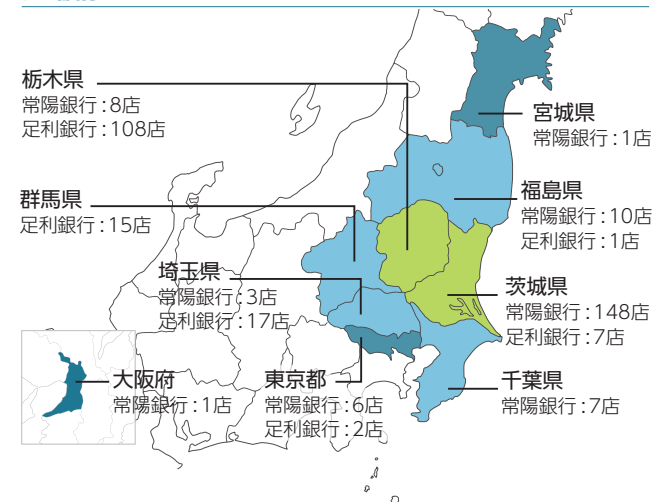 栃木県
常陽銀行:8店
足利銀行:108店
宮城県
常陽銀行:1店
群馬県
足利銀行:15店
福島県
常陽銀行:10店
足利銀行:1店
埼玉県
常陽銀行:3店
足利銀行:17店
茨城県
常陽銀行:148店
足利銀行:7店
大阪府
常陽銀行:1店
東京都
常陽銀行:6店
足利銀行:2店
千葉県
常陽銀行:7店